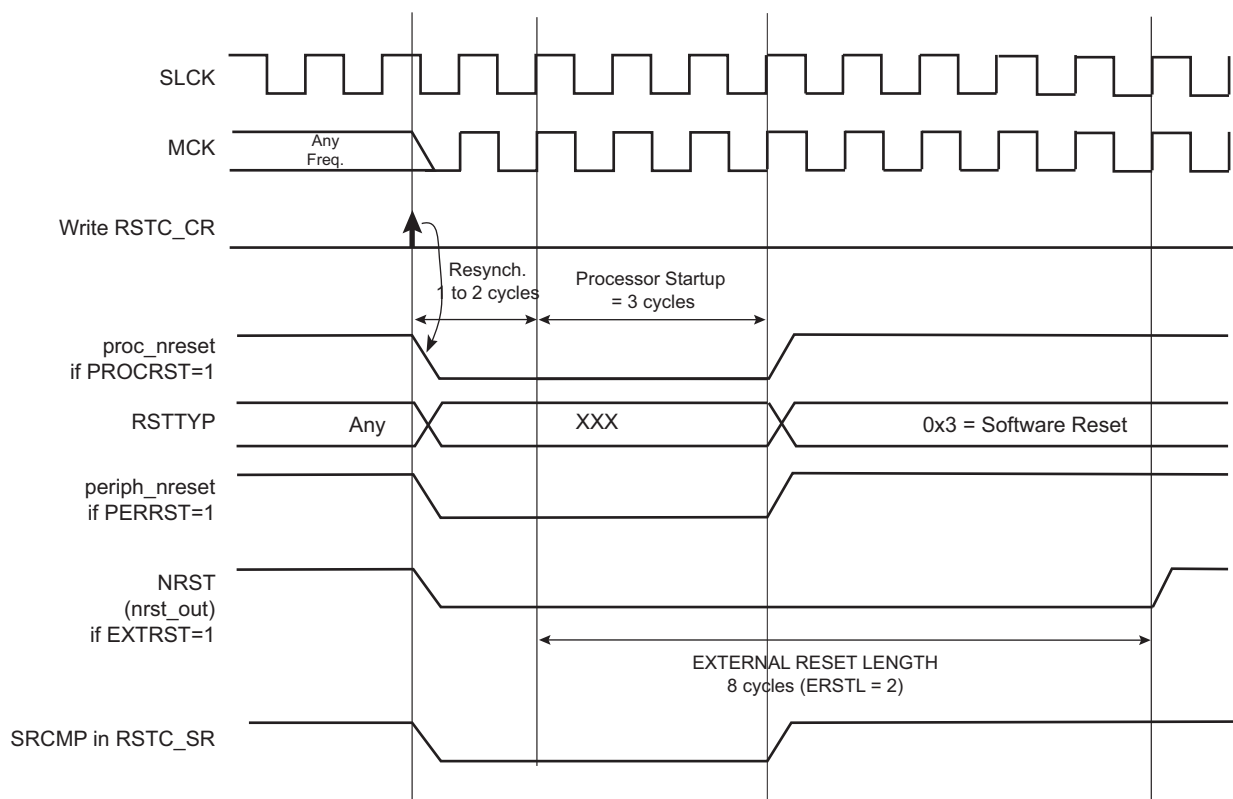 SLCK
MCK
Any
Freq.
Write RSTC_CR
Resynch.
1 to 2 cycles
Processor Startup
= 3 cycles
proc_nreset
if PROCRST=1
RSTTYP
Any
XXX
0x3 = Software Reset
periph_nreset
if PERRST=1
NRST
(nrst_out)
if EXTRST=1
EXTERNAL RESET LENGTH
8 cycles (ERSTL = 2)
SRCMP in RSTC_SR